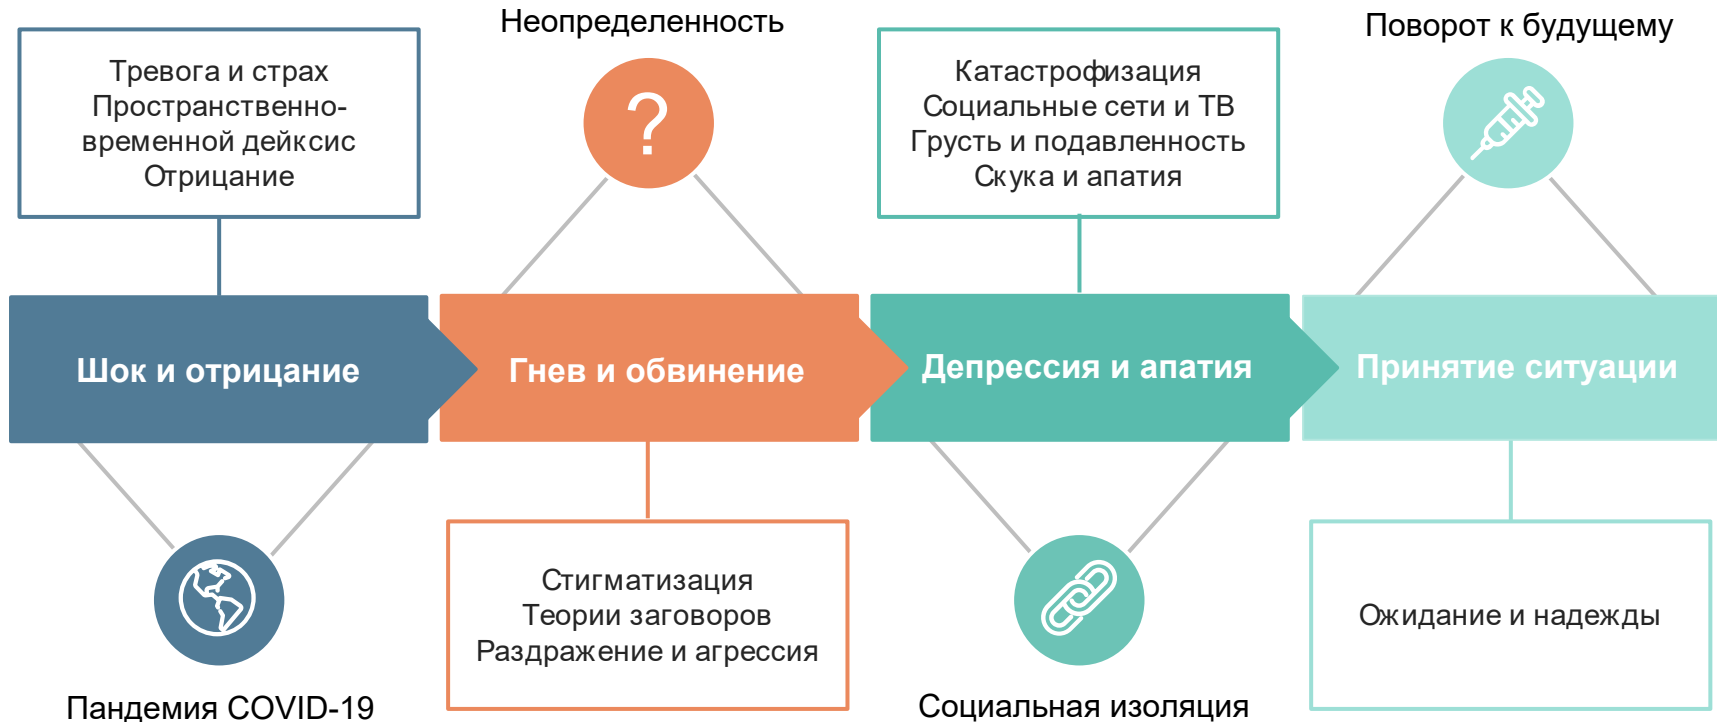 Неопределенность
Поворот к будущему
Тревога и страх
Пространственно-
временной дейксис
Отрицание
?
Катастрофизация
Социальные сети и ТВ
Грусть и подавленность
Скука и апатия
Шок и отрицание
Гнев и обвинение
Депрессия и апатия
Принятие ситуации
Стигматизация
Теории заговоров
Раздражение и агрессия
Ожидание и надежды
Пандемия COVID-19
Социальная изоляция